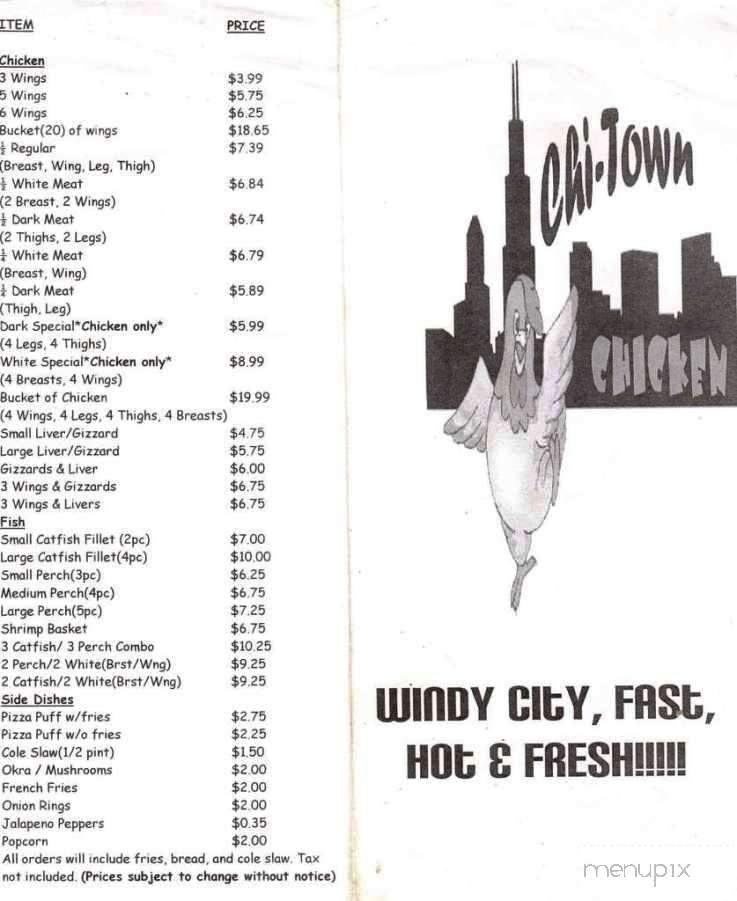 ITEM PRICE
Chicken
3 Wings $3.99
5 Wings $5.75
6 Wings $6.25
Bucket(20) of wings $18.65
½ Regular $7.39
(Breast, Wing, Leg, Thigh)
½ White Meat $6.84
(2 Breast, 2 Wings)
½ Dark Meat $6.74
(2 Thighs, 2 Legs)
¼ White Meat $6.79
(Breast, Wing)
¼ Dark Meat $5.89
(Thigh, Leg)
Dark Special*Chicken only* $5.99
(4 Legs, 4 Thighs)
White Special*Chicken only* $8.99
(4 Breasts, 4 Wings)
Bucket of Chicken $19.99
(4 Wings, 4 Legs, 4 Thighs, 4 Breasts)
Small Liver/Gizzard $4.75
Large Liver/Gizzard $5.75
Gizzards & Liver $6.00
3 Wings & Gizzards $6.75
3 Wings & Livers $6.75
Fish
Small Catfish Fillet (2pc) $7.00
Large Catfish Fillet(4pc) $10.00
Small Perch(3pc) $6.25
Medium Perch(4pc) $6.75
Large Perch(5pc) $7.25
Shrimp Basket $6.75
3 Catfish/ 3 Perch Combo $10.25
2 Perch/2 White(Brst/Wng) $9.25
2 Catfish/2 White(Brst/Wng) $9.25
Side Dishes
Pizza Puff w/fries $2.75
Pizza Puff w/o fries $2.25
Cole Slaw(1/2 pint) $1.50
Okra / Mushrooms $2.00
French Fries $2.00
Onion Rings $2.00
Jalapeno Peppers $0.35
Popcorn $2.00
All orders will include fries, bread, and cole slaw. Tax
not included. (Prices subject to change without notice)
Chi-Town
CHICKEN
WINDY CITY, FAST,
HOT & FRESH!!!!!
menupix